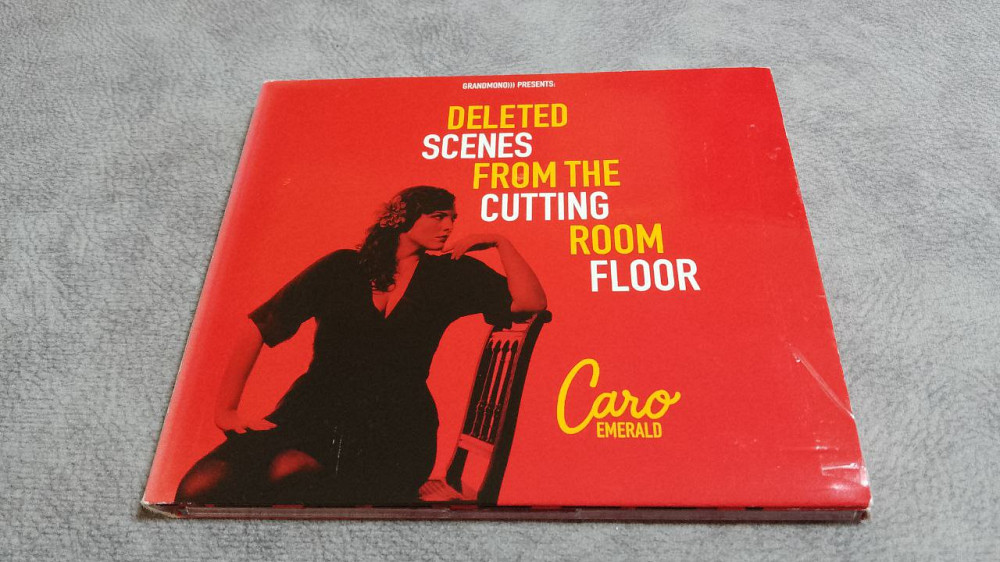 GRANDMONO))) PRESENTS:
DELETED
SCENES
FROM THE
CUTTING
ROOM
FLOOR
Caro
EMERALD